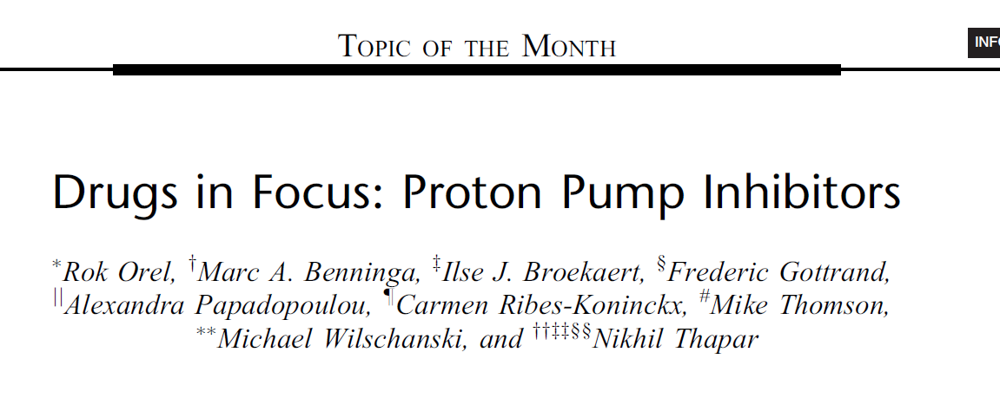 TOPIC OF THE MONTH
INFO
Drugs in Focus: Proton Pump Inhibitors
*Rok Orel, †Marc A. Benninga, ‡Ilse J. Broekaert, §Frederic Gottrand,
||Alexandra Papadopoulou, ¶Carmen Ribes-Koninckx, #Mike Thomson,
**Michael Wilschanski, and ††‡‡§§Nikhil Thapar